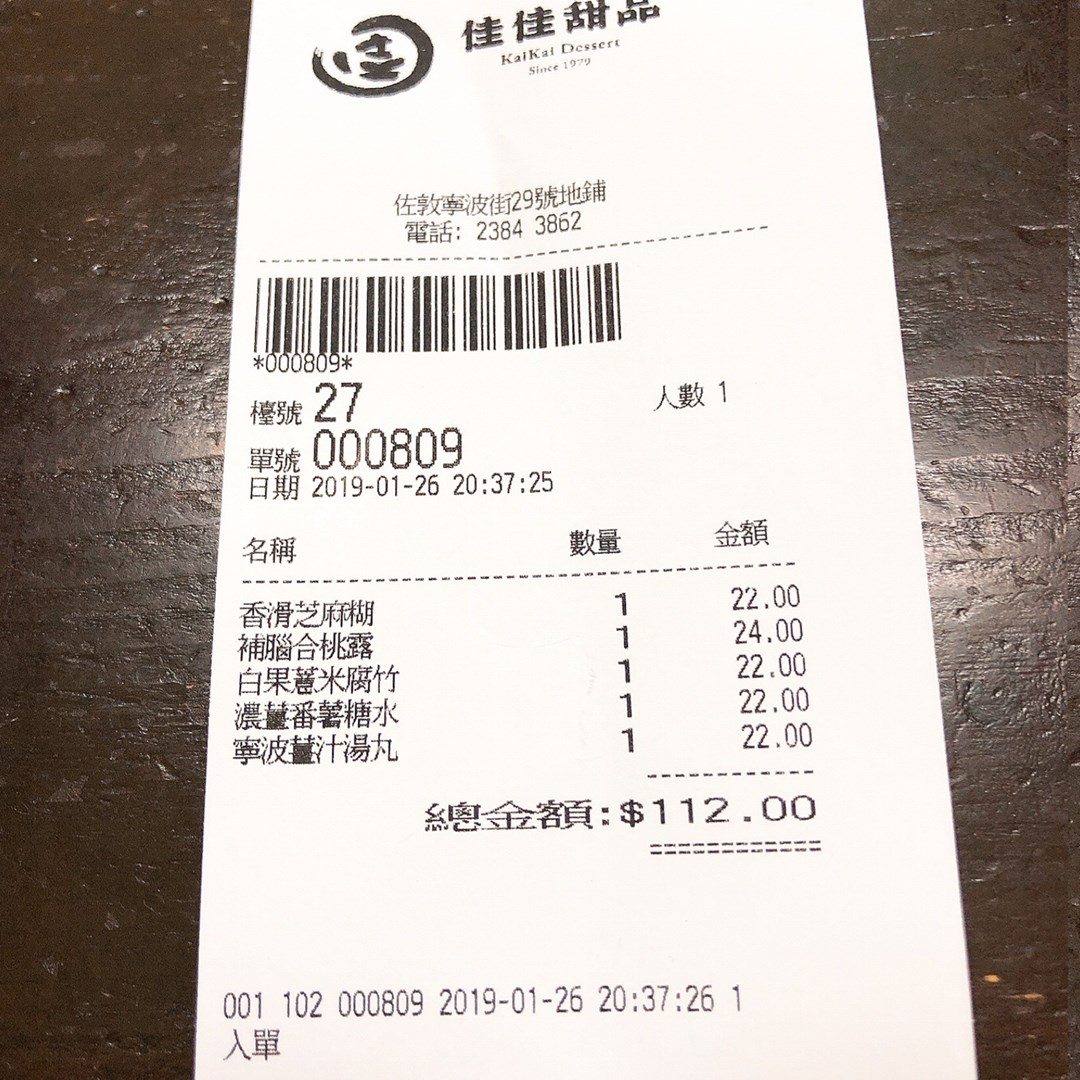 佳佳甜品
KaiKai Dessert
Since 1979
佐敦寧波街29號地鋪
電話: 2384 3862
*000809*
檯號 27 人數 1
單號 000809
日期 2019-01-26 20:37:25
名稱 數量 金額
香滑芝麻糊 1 22.00
補腦合桃露 1 24.00
白果薏米腐竹 1 22.00
濃薑番薯糖水 1 22.00
寧波薑汁湯丸 1 22.00
總金額:$112.00
001 102 000809 2019-01-26 20:37:26 1
入單